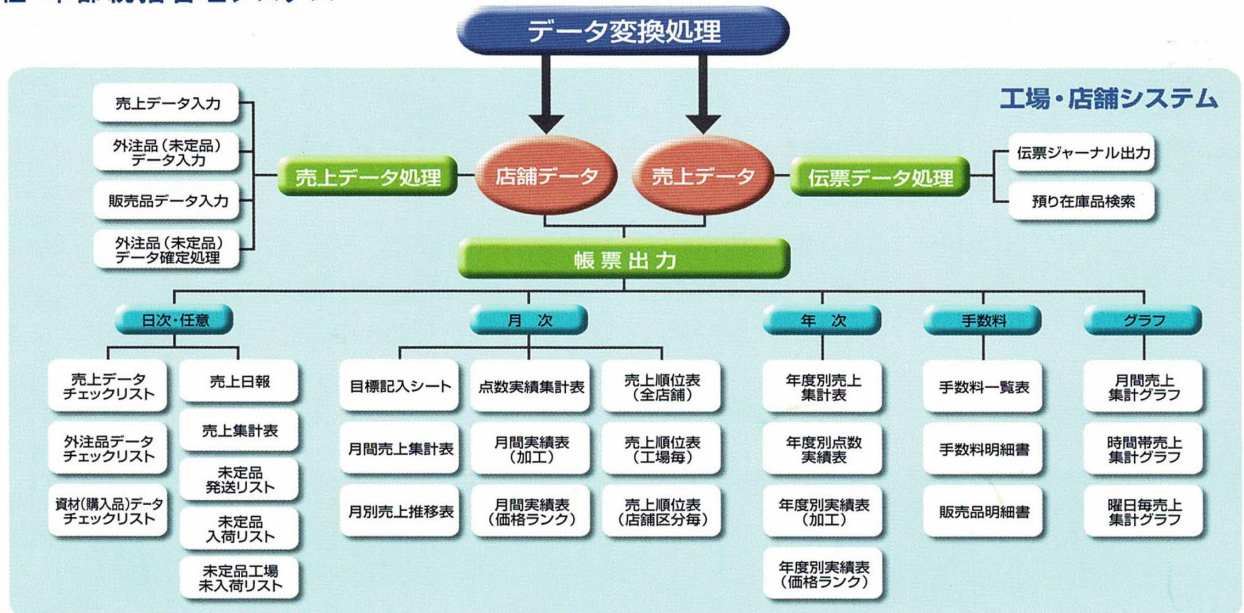 データ変換処理
工場・店舗システム
売上データ入力
外注品(未定品)
データ入力
販売品データ入力
外注品(未定品)
データ確定処理
売上データ処理
店舗データ
売上データ
伝票データ処理
伝票ジャーナル出力
預り在庫品検索
帳票出力
日次・任意
月 次
年 次
手数料
グラフ
売上データ
チェックリスト
外注品データ
チェックリスト
資材(購入品)データ
チェックリスト
売上日報
売上集計表
未定品
発送リスト
未定品
入荷リスト
未定品工場
未入荷リスト
目標記入シート
月間売上集計表
月別売上推移表
点数実績集計表
月間実績表
(加工)
月間実績表
(価格ランク)
売上順位表
(全店舗)
売上順位表
(工場毎)
売上順位表
(店舗区分毎)
年度別売上
集計表
年度別点数
実績表
年度別実績表
(加工)
年度別実績表
(価格ランク)
手数料一覧表
手数料明細書
販売品明細書
月間売上
集計グラフ
時間帯売上
集計グラフ
曜日毎売上
集計グラフ